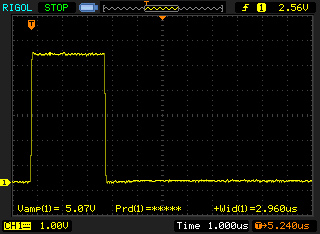 RIGOL STOP T 1 2.56V
T
1
Vamp(1)= 5.07V Prd(1)=***** +Wid(1)=2.960us
CH1 1.00V Time 1.000us T→5.240us